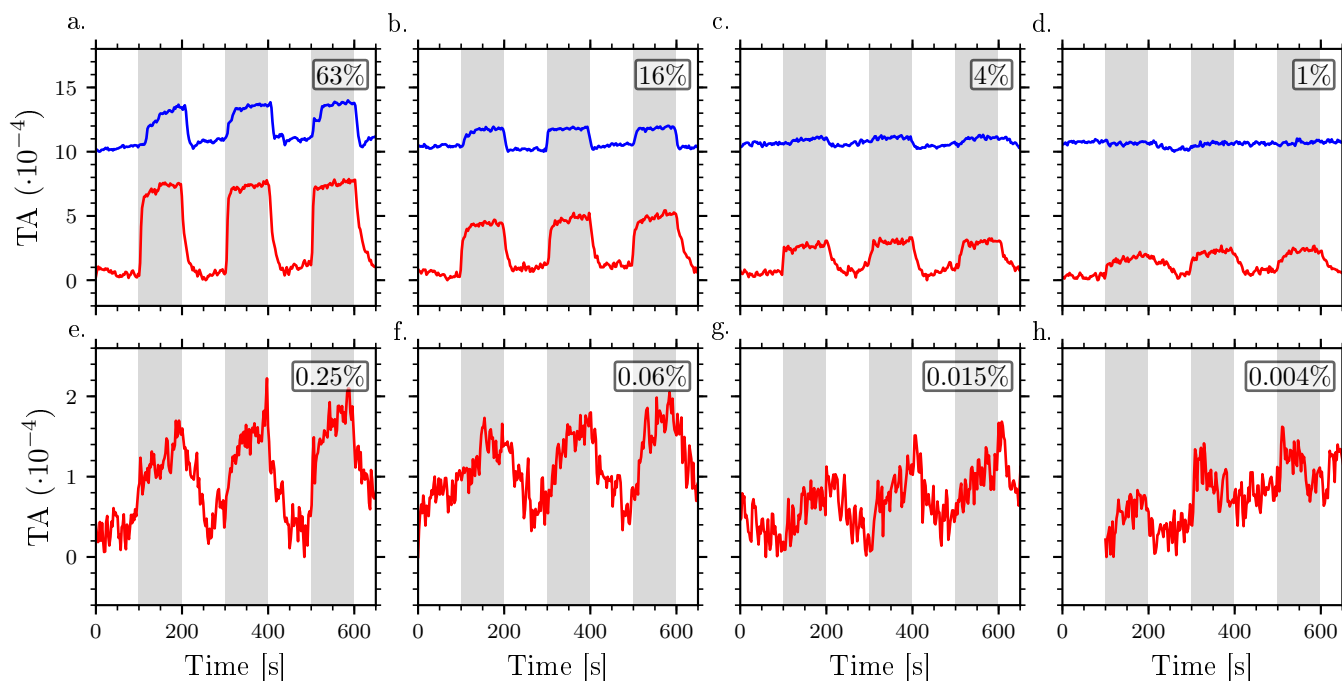 a. b. c. d.
63% 16% 4% 1%
15
10
5
0
TA (·10⁻⁴)
e. f. g. h.
0.25% 0.06% 0.015% 0.004%
2
1
0
TA (·10⁻⁴)
0 200 400 600 0 200 400 600 0 200 400 600 0 200 400 600
Time [s] Time [s] Time [s] Time [s]